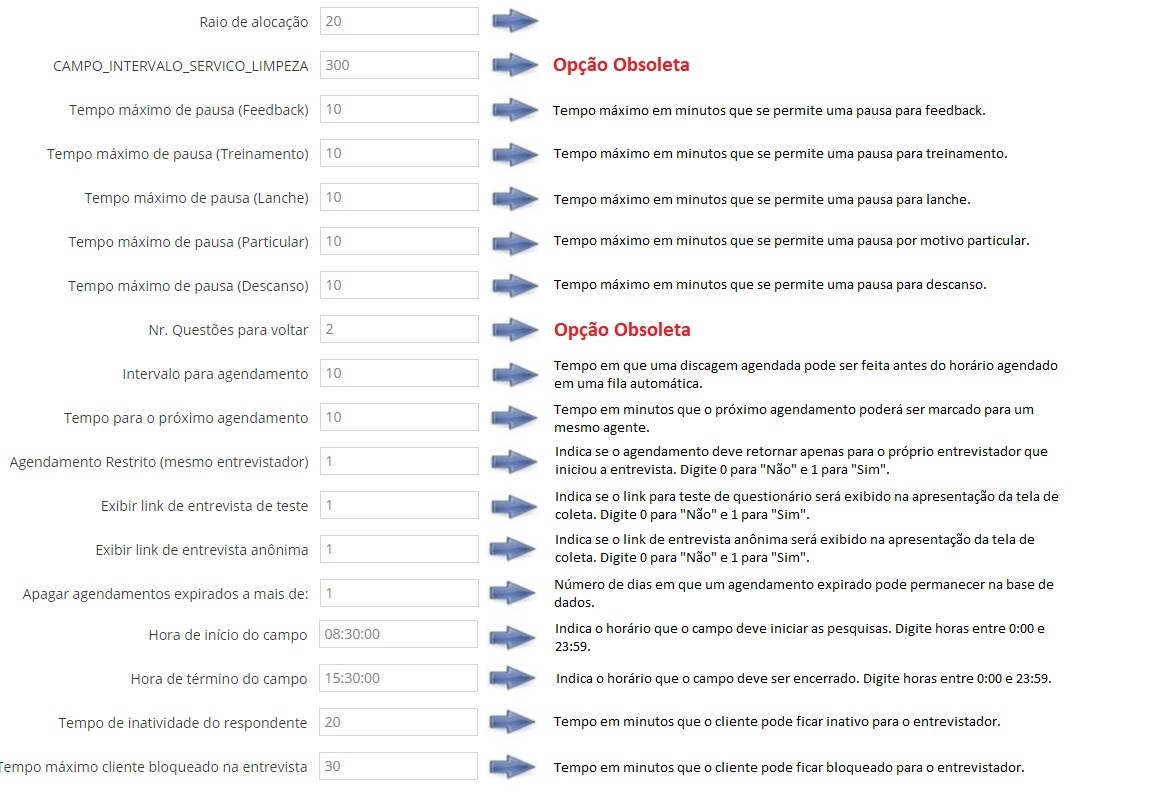 Raio de alocação 20
CAMPO_INTERVALO_SERVICO_LIMPEZA 300 Opção Obsoleta
Tempo máximo de pausa (Feedback) 10 Tempo máximo em minutos que se permite uma pausa para feedback.
Tempo máximo de pausa (Treinamento) 10 Tempo máximo em minutos que se permite uma pausa para treinamento.
Tempo máximo de pausa (Lanche) 10 Tempo máximo em minutos que se permite uma pausa para lanche.
Tempo máximo de pausa (Particular) 10 Tempo máximo em minutos que se permite uma pausa por motivo particular.
Tempo máximo de pausa (Descanso) 10 Tempo máximo em minutos que se permite uma pausa para descanso.
Nr. Questões para voltar 2 Opção Obsoleta
Intervalo para agendamento 10 Tempo em que uma discagem agendada pode ser feita antes do horário agendado
em uma fila automática.
Tempo para o próximo agendamento 10 Tempo em minutos que o próximo agendamento poderá ser marcado para um
mesmo agente.
Agendamento Restrito (mesmo entrevistador) 1 Indica se o agendamento deve retornar apenas para o próprio entrevistador que
iniciou a entrevista. Digite 0 para "Não" e 1 para "Sim".
Exibir link de entrevista de teste 1 Indica se o link para teste de questionário será exibido na apresentação da tela de
coleta. Digite 0 para "Não" e 1 para "Sim".
Exibir link de entrevista anônima 1 Indica se o link de entrevista anônima será exibido na apresentação da tela de
coleta. Digite 0 para "Não" e 1 para "Sim".
Apagar agendamentos expirados a mais de: 1 Número de dias em que um agendamento expirado pode permanecer na base de
dados.
Hora de início do campo 08:30:00 Indica o horário que o campo deve iniciar as pesquisas. Digite horas entre 0:00 e
23:59.
Hora de término do campo 15:30:00 Indica o horário que o campo deve ser encerrado. Digite horas entre 0:00 e 23:59.
Tempo de inatividade do respondente 20 Tempo em minutos que o cliente pode ficar inativo para o entrevistador.
Tempo máximo cliente bloqueado na entrevista 30 Tempo em minutos que o cliente pode ficar bloqueado para o entrevistador.